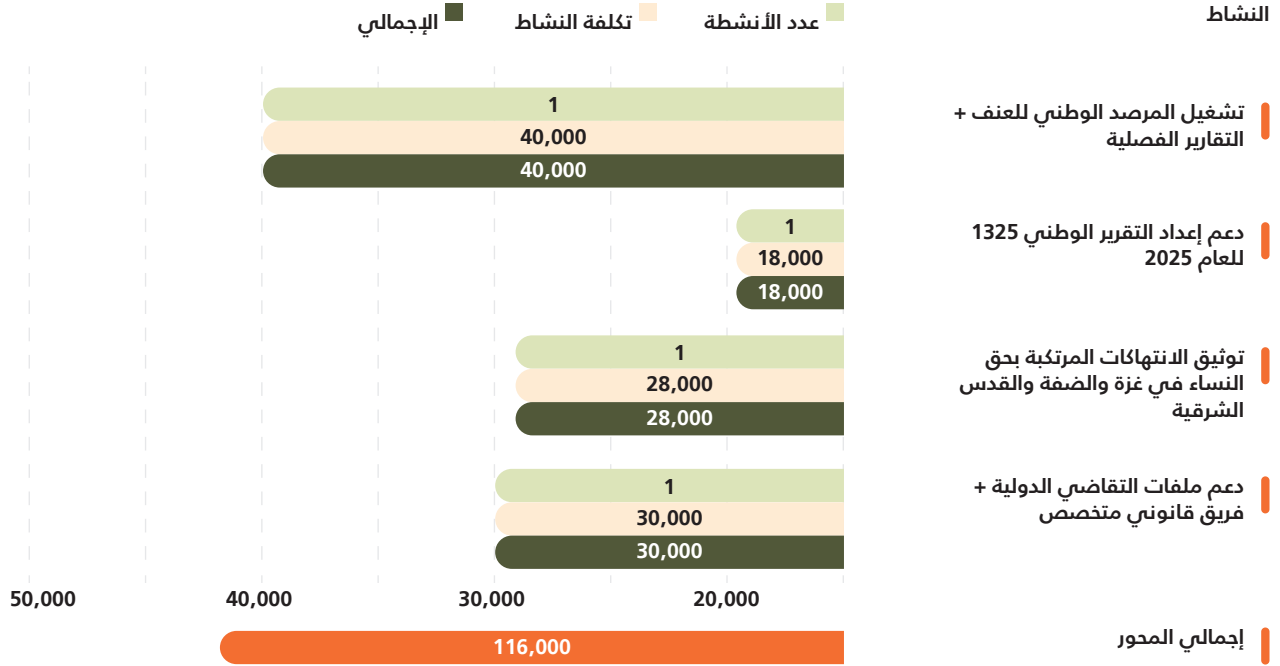 النشاط
عدد الأنشطة
تكلفة النشاط
الإجمالي
تشغيل المرصد الوطني للعنف +
التقارير الفصلية
1
40,000
40,000
دعم إعداد التقرير الوطني 1325
للعام 2025
1
18,000
18,000
توثيق الانتهاكات المرتكبة بحق
النساء في غزة والضفة والقدس
الشرقية
1
28,000
28,000
دعم ملفات التقاضي الدولية +
فريق قانوني متخصص
1
30,000
30,000
20,000
30,000
40,000
50,000
إجمالي المحور
116,000